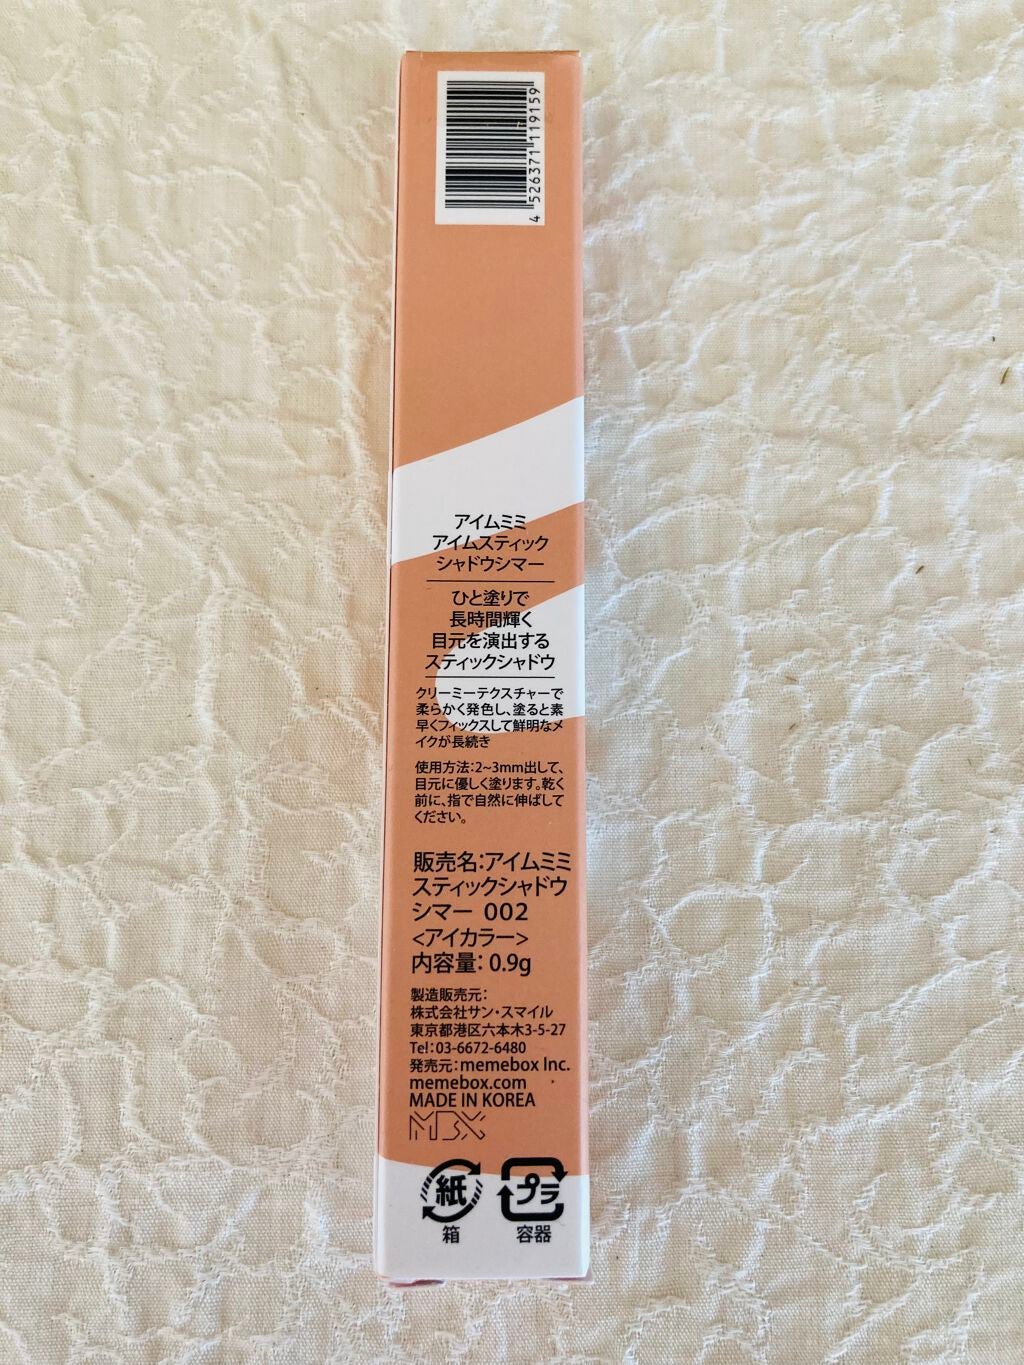 4 526371 119159
アイムミミ
アイムスティック
シャドウシマー
ひと塗りで
長時間輝く
目元を演出する
スティックシャドウ
クリーミーテクスチャーで
柔らかく発色し、塗ると素
早くフィックスして鮮明なメ
イクが長続き
使用方法:2~3mm出して、
目元に優しく塗ります。乾く
前に、指で自然に伸ばして
ください。
販売名:アイムミミ
スティックシャドウ
シマー 002
<アイカラー>
内容量: 0.9g
製造販売元:
株式会社サン・スマイル
東京都港区六本木3-5-27
Tel:03-6672-6480
発売元:memebox Inc.
memebox.com
MADE IN KOREA
MBX
紙 プラ
箱 容器